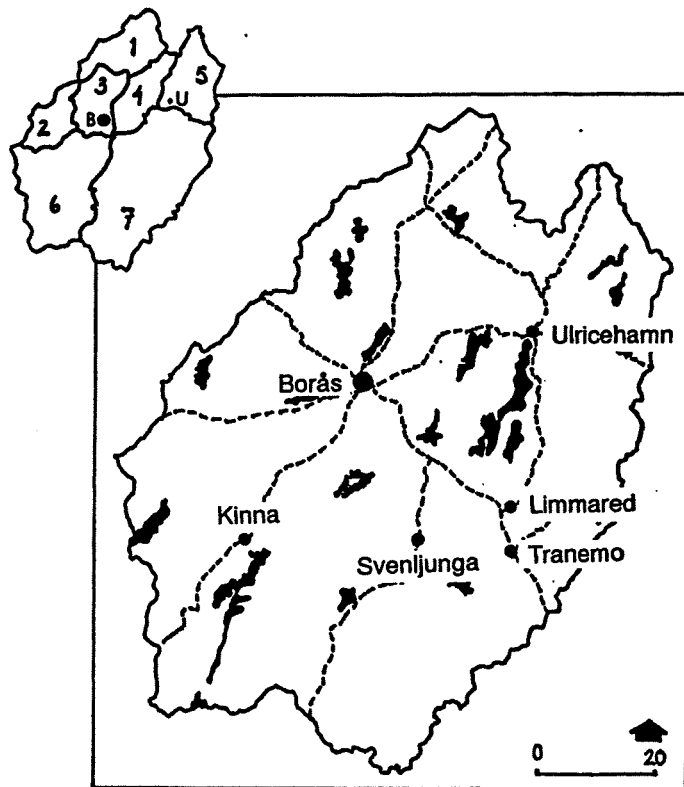 1
3
4
5
2
B
U
6
7
Ulricehamn
Borås
Limmared
Kinna
Svenljunga
Tranemo
0
20